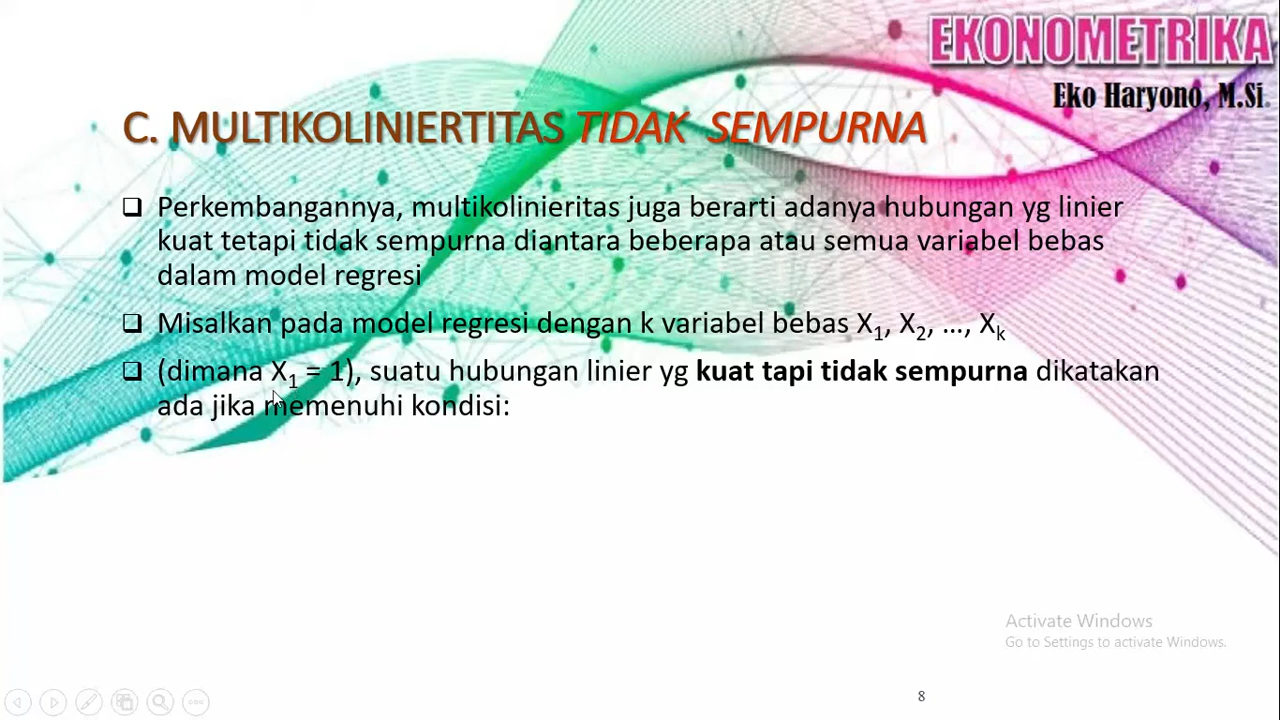 EKONOMETRIKA
Eko Haryono, M.Si
C. MULTIKOLINIERTITAS TIDAK SEMPURNA
❑ Perkembangannya, multikolinieritas juga berarti adanya hubungan yg linier
kuat tetapi tidak sempurna diantara beberapa atau semua variabel bebas
dalam model regresi
❑ Misalkan pada model regresi dengan k variabel bebas X₁, X₂, ..., Xₖ
❑ (dimana X₁ = 1), suatu hubungan linier yg kuat tapi tidak sempurna dikatakan
ada jika memenuhi kondisi:
Activate Windows
Go to Settings to activate Windows.
8